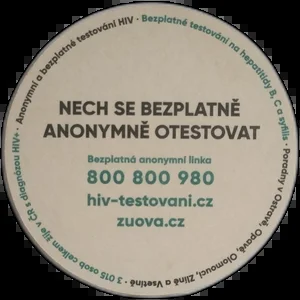 Anonymní a bezplatné testování HIV • Bezplatné testování na hepatitidy B, C a syfilis • Poradny v Ostravě, Opavě, Olomouci, Zlíně a Vsetíně • 3 015 osob celkem žije v ČR s diagnózou HIV+ •
NECH SE BEZPLATNĚ
ANONYMNĚ OTESTOVAT
Bezplatná anonymní linka
800 800 980
hiv-testovani.cz
zuova.cz